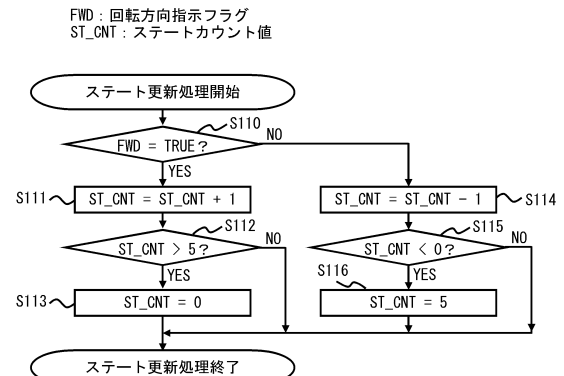 FWD：回転方向指示フラグ
ST_CNT：ステートカウント値
ステート更新処理開始
S110
FWD = TRUE？
NO
YES
S111
ST_CNT = ST_CNT + 1
ST_CNT = ST_CNT - 1
S114
S112
ST_CNT > 5？
NO
YES
S115
ST_CNT < 0？
NO
YES
S113
ST_CNT = 0
S116
ST_CNT = 5
ステート更新処理終了